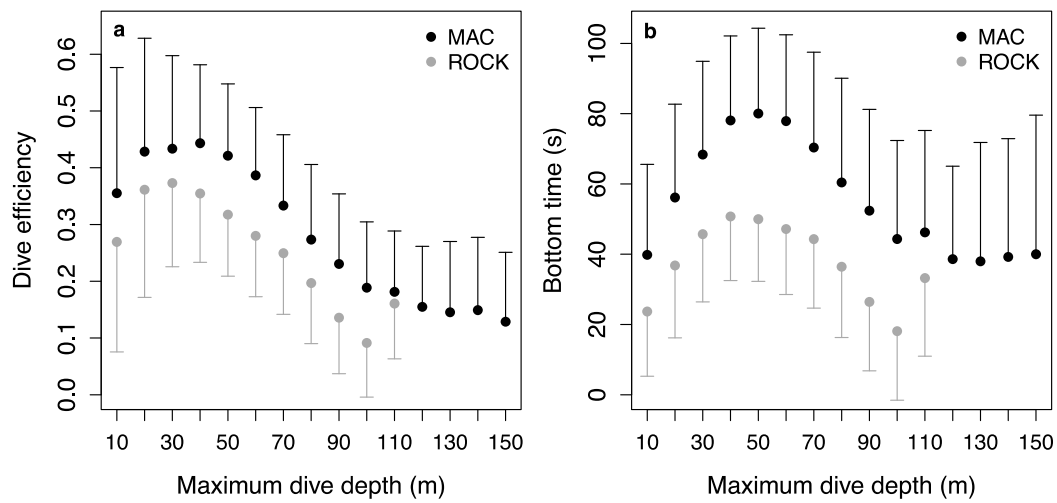 a
MAC
ROCK
Dive efficiency
0.6
0.5
0.4
0.3
0.2
0.1
0.0
10 30 50 70 90 110 130 150
Maximum dive depth (m)
b
MAC
ROCK
Bottom time (s)
100
80
60
40
20
0
10 30 50 70 90 110 130 150
Maximum dive depth (m)